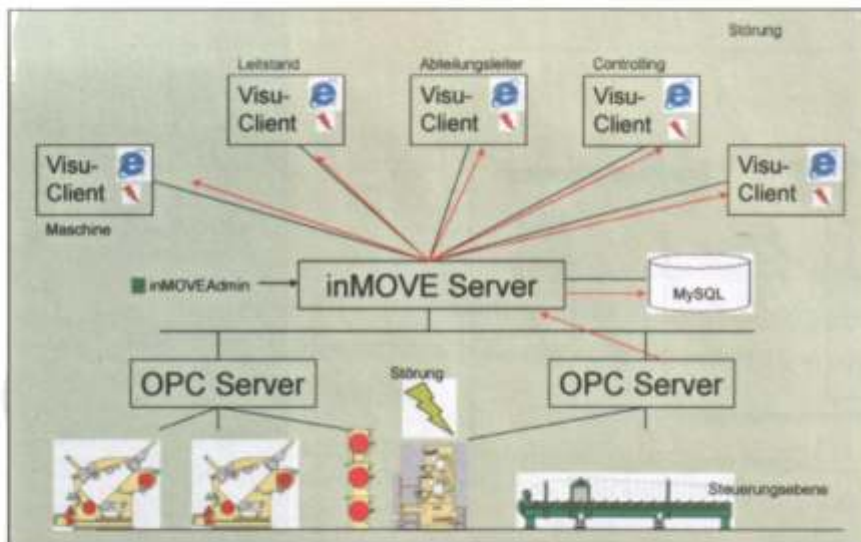 Störung
Leitstand
Abteilungsleiter
Controlling
Visu-
Client
Visu-
Client
Visu-
Client
Visu-
Client
Visu-
Client
Maschine
inMOVEAdmin
inMOVE Server
MySQL
OPC Server
Störung
OPC Server
Steuerungsebene